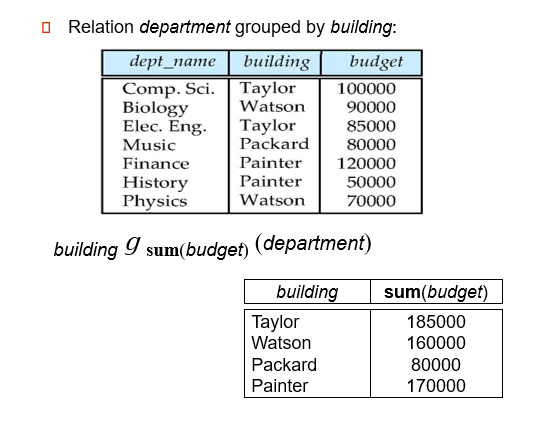 Relation department grouped by building:
dept_name building budget
Comp. Sci. Taylor 100000
Biology Watson 90000
Elec. Eng. Taylor 85000
Music Packard 80000
Finance Painter 120000
History Painter 50000
Physics Watson 70000
building g sum(budget) (department)
building sum(budget)
Taylor 185000
Watson 160000
Packard 80000
Painter 170000